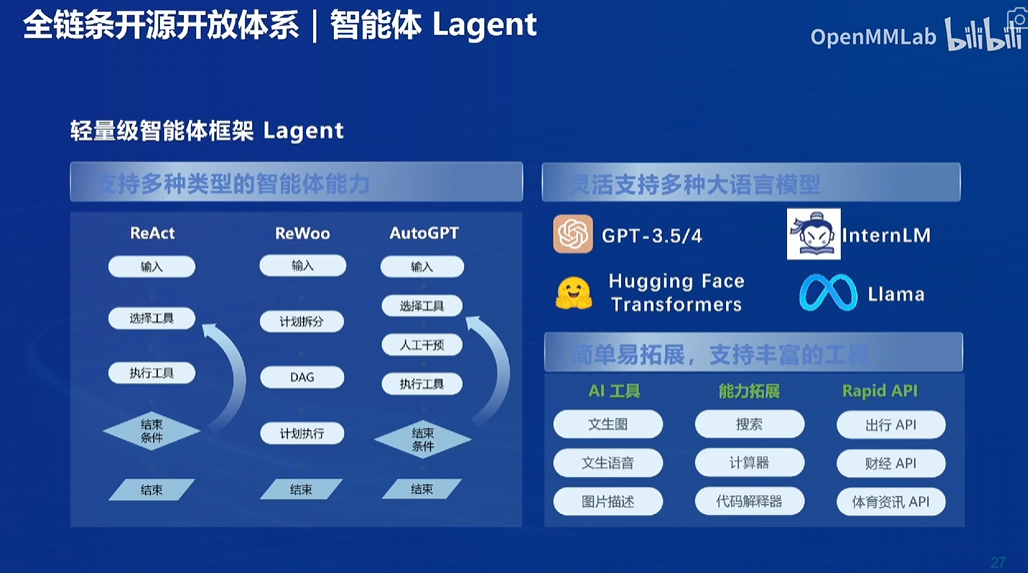 全链条开源开放体系 | 智能体 Lagent
OpenMMLab bilibili
轻量级智能体框架 Lagent
支持多种类型的智能体能力
ReAct
输入
选择工具
执行工具
结束
条件
结束
ReWoo
输入
计划拆分
DAG
计划执行
结束
AutoGPT
输入
选择工具
人工干预
执行工具
结束
条件
结束
灵活支持多种大语言模型
GPT-3.5/4
InternLM
Hugging Face
Transformers
Llama
简单易拓展，支持丰富的工具
AI 工具
文生图
文生语音
图片描述
能力拓展
搜索
计算器
代码解释器
Rapid API
出行 API
财经 API
体育资讯 API
27